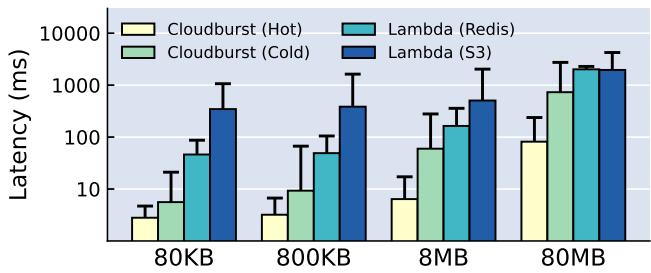 Latency (ms)
10000
1000
100
10
Cloudburst (Hot)
Cloudburst (Cold)
Lambda (Redis)
Lambda (S3)
80KB 800KB 8MB 80MB